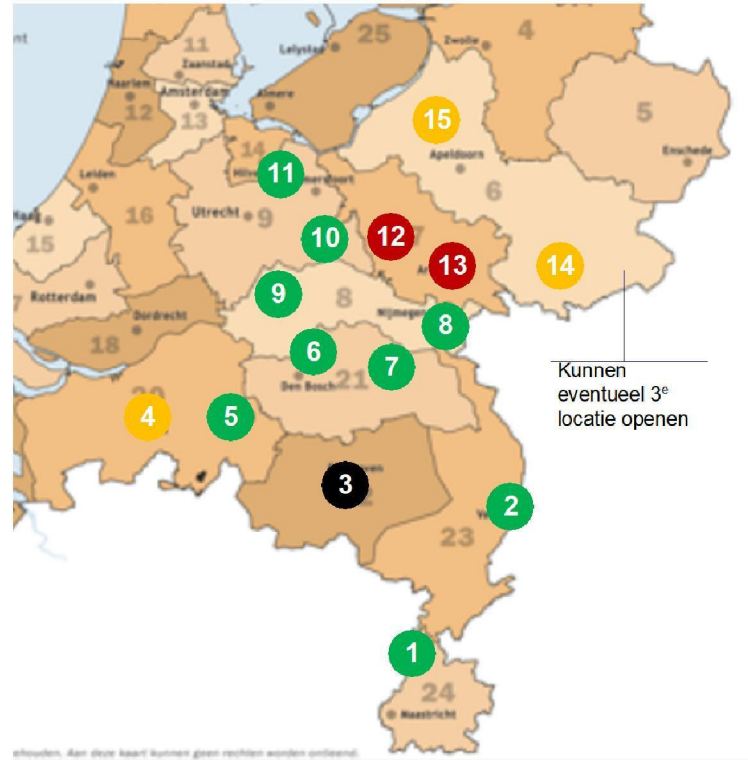 11
25
Zwolle
4
Lelystad
Zaanstad
Haarlem
Amsterdam
Almere
12
13
15
5
14
Apeldoorn
Enschede
11
6
Leiden
Utrecht
9
16
15
10
12
13
14
Rotterdam
9
8
Nijmegen
8
Dordrecht
18
6
7
Den Bosch
21
Kunnen
eventueel 3e
locatie openen
4
5
3
2
23
1
24
Maastricht
ehouden. Aan deze kaart kunnen geen rechten worden ontleend.